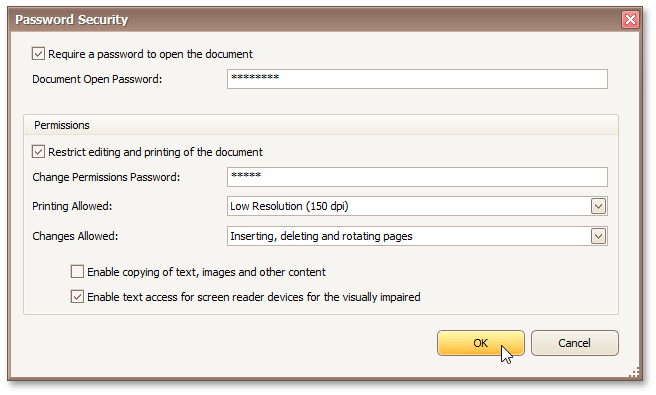 Password Security
Require a password to open the document
Document Open Password: ********
Permissions
Restrict editing and printing of the document
Change Permissions Password: *****
Printing Allowed: Low Resolution (150 dpi)
Changes Allowed: Inserting, deleting and rotating pages
Enable copying of text, images and other content
Enable text access for screen reader devices for the visually impaired
OK Cancel